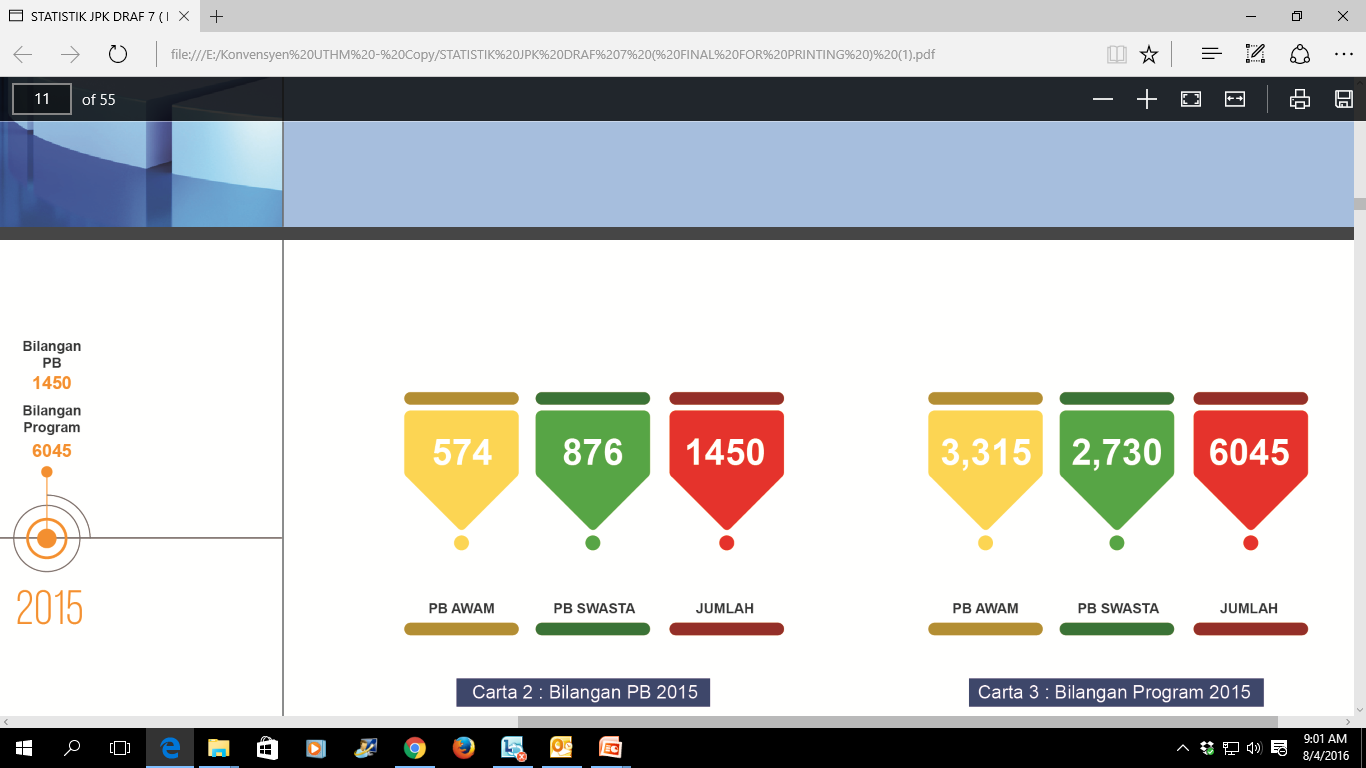 STATISTIK JPK DRAF 7 (
file:///E:/Konvensyen%20UTHM%20-%20Copy/STATISTIK%20JPK%20DRAF%207%20(%20FINAL%20FOR%20PRINTING%20)%20(1).pdf
11 of 55
Bilangan
PB
1450
Bilangan
Program
6045
2015
574 876 1450
PB AWAM PB SWASTA JUMLAH
Carta 2 : Bilangan PB 2015
3,315 2,730 6045
PB AWAM PB SWASTA JUMLAH
Carta 3 : Bilangan Program 2015
9:01 AM
8/4/2016